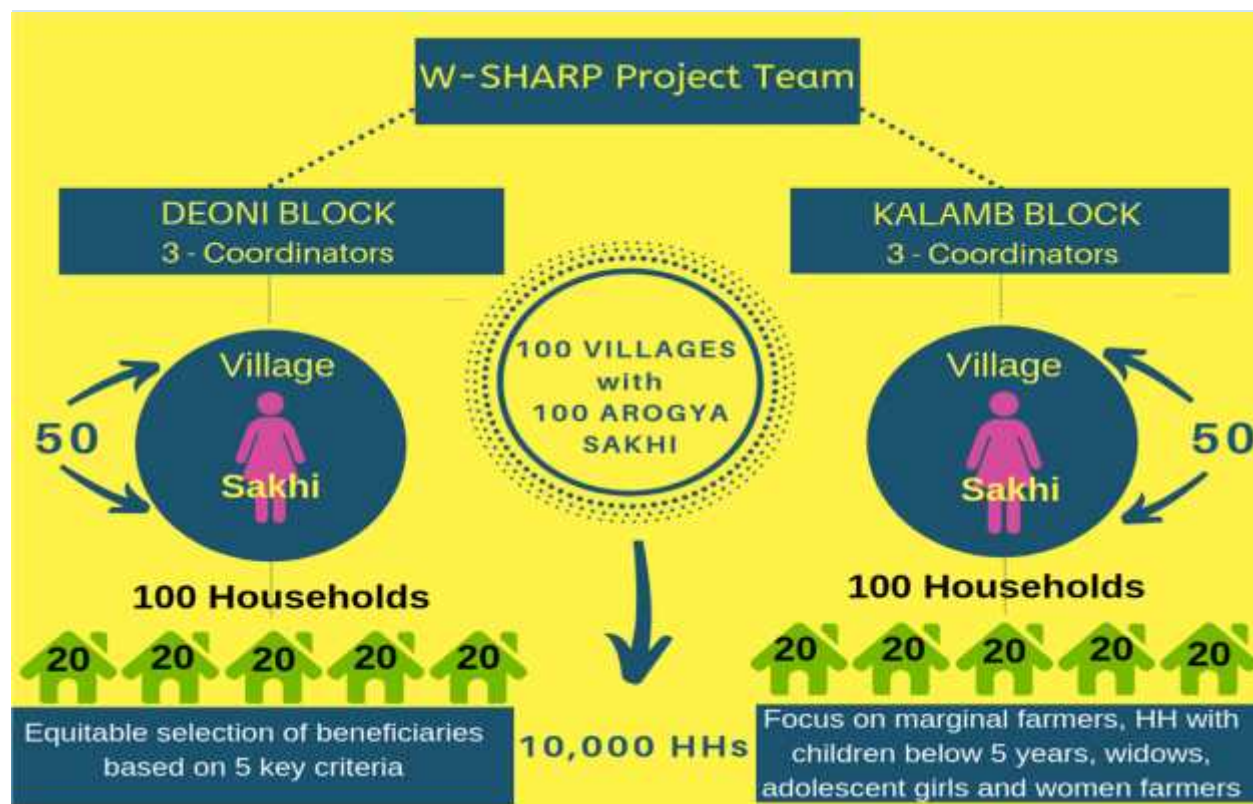 W-SHARP Project Team
DEONI BLOCK
3 - Coordinators
KALAMB BLOCK
3 - Coordinators
Village
Sakhi
50
100 VILLAGES
with
100 AROGYA
SAKHI
Village
Sakhi
50
100 Households
20 20 20 20 20
Equitable selection of beneficiaries
based on 5 key criteria
10,000 HHs
100 Households
20 20 20 20 20
Focus on marginal farmers, HH with
children below 5 years, widows,
adolescent girls and women farmers